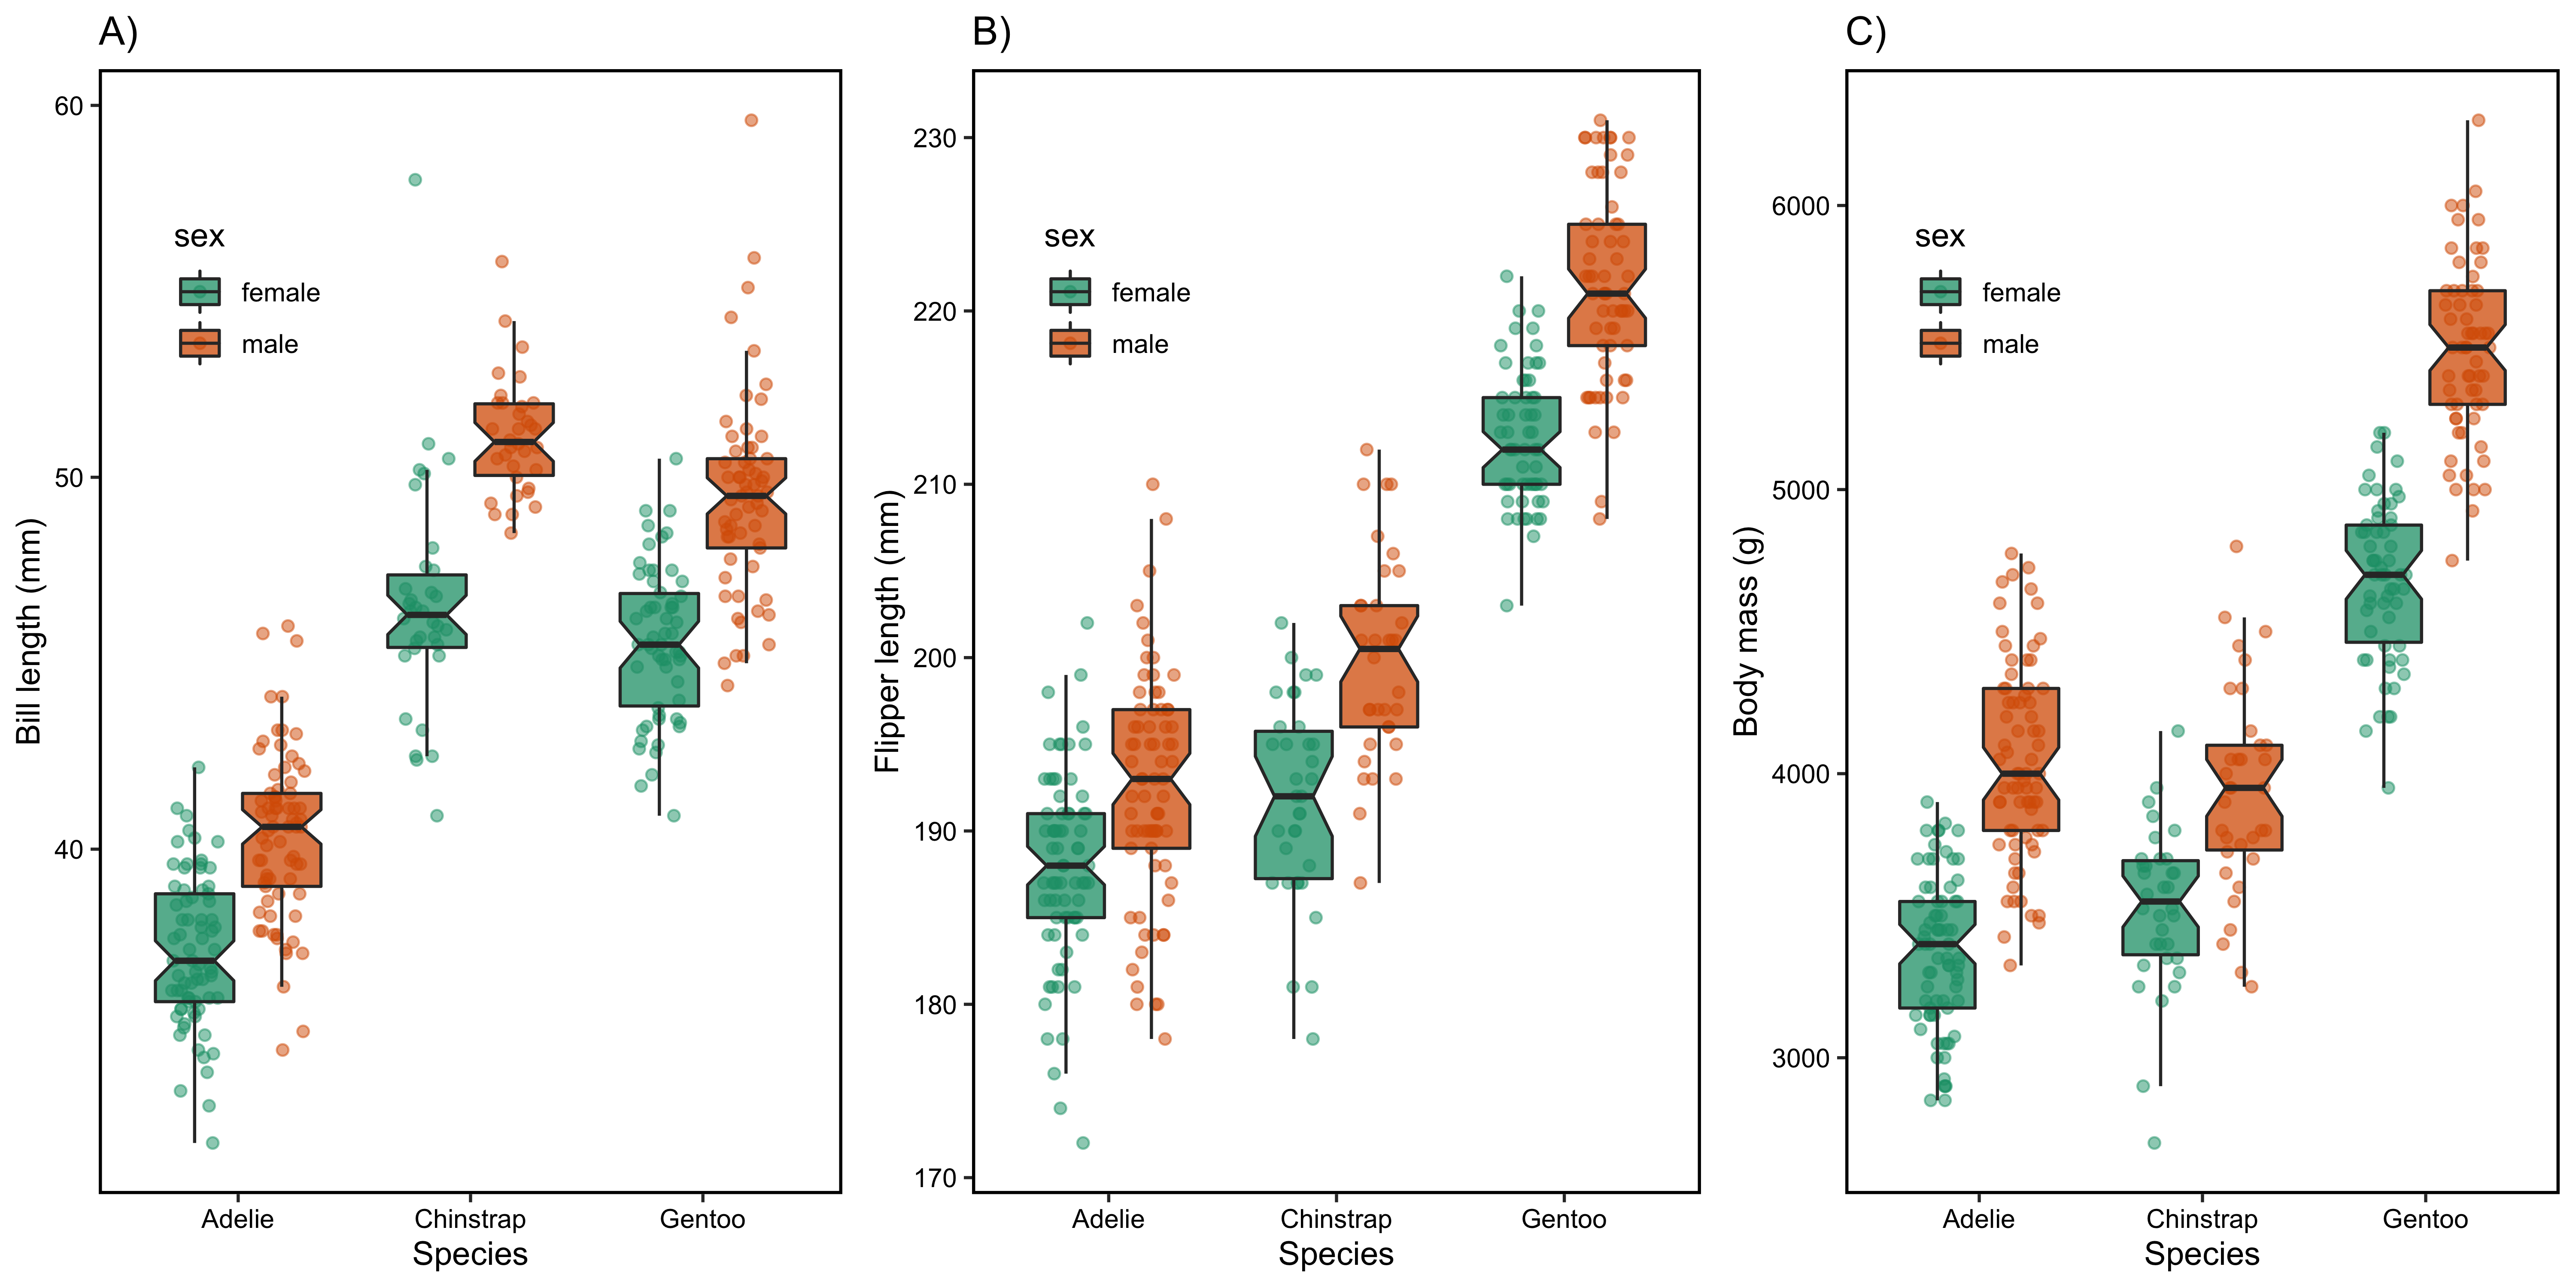 A)
Bill length (mm)
60
50
40
sex
female
male
Adelie
Chinstrap
Gentoo
Species
B)
Flipper length (mm)
230
220
210
200
190
180
170
sex
female
male
Adelie
Chinstrap
Gentoo
Species
C)
Body mass (g)
6000
5000
4000
3000
sex
female
male
Adelie
Chinstrap
Gentoo
Species